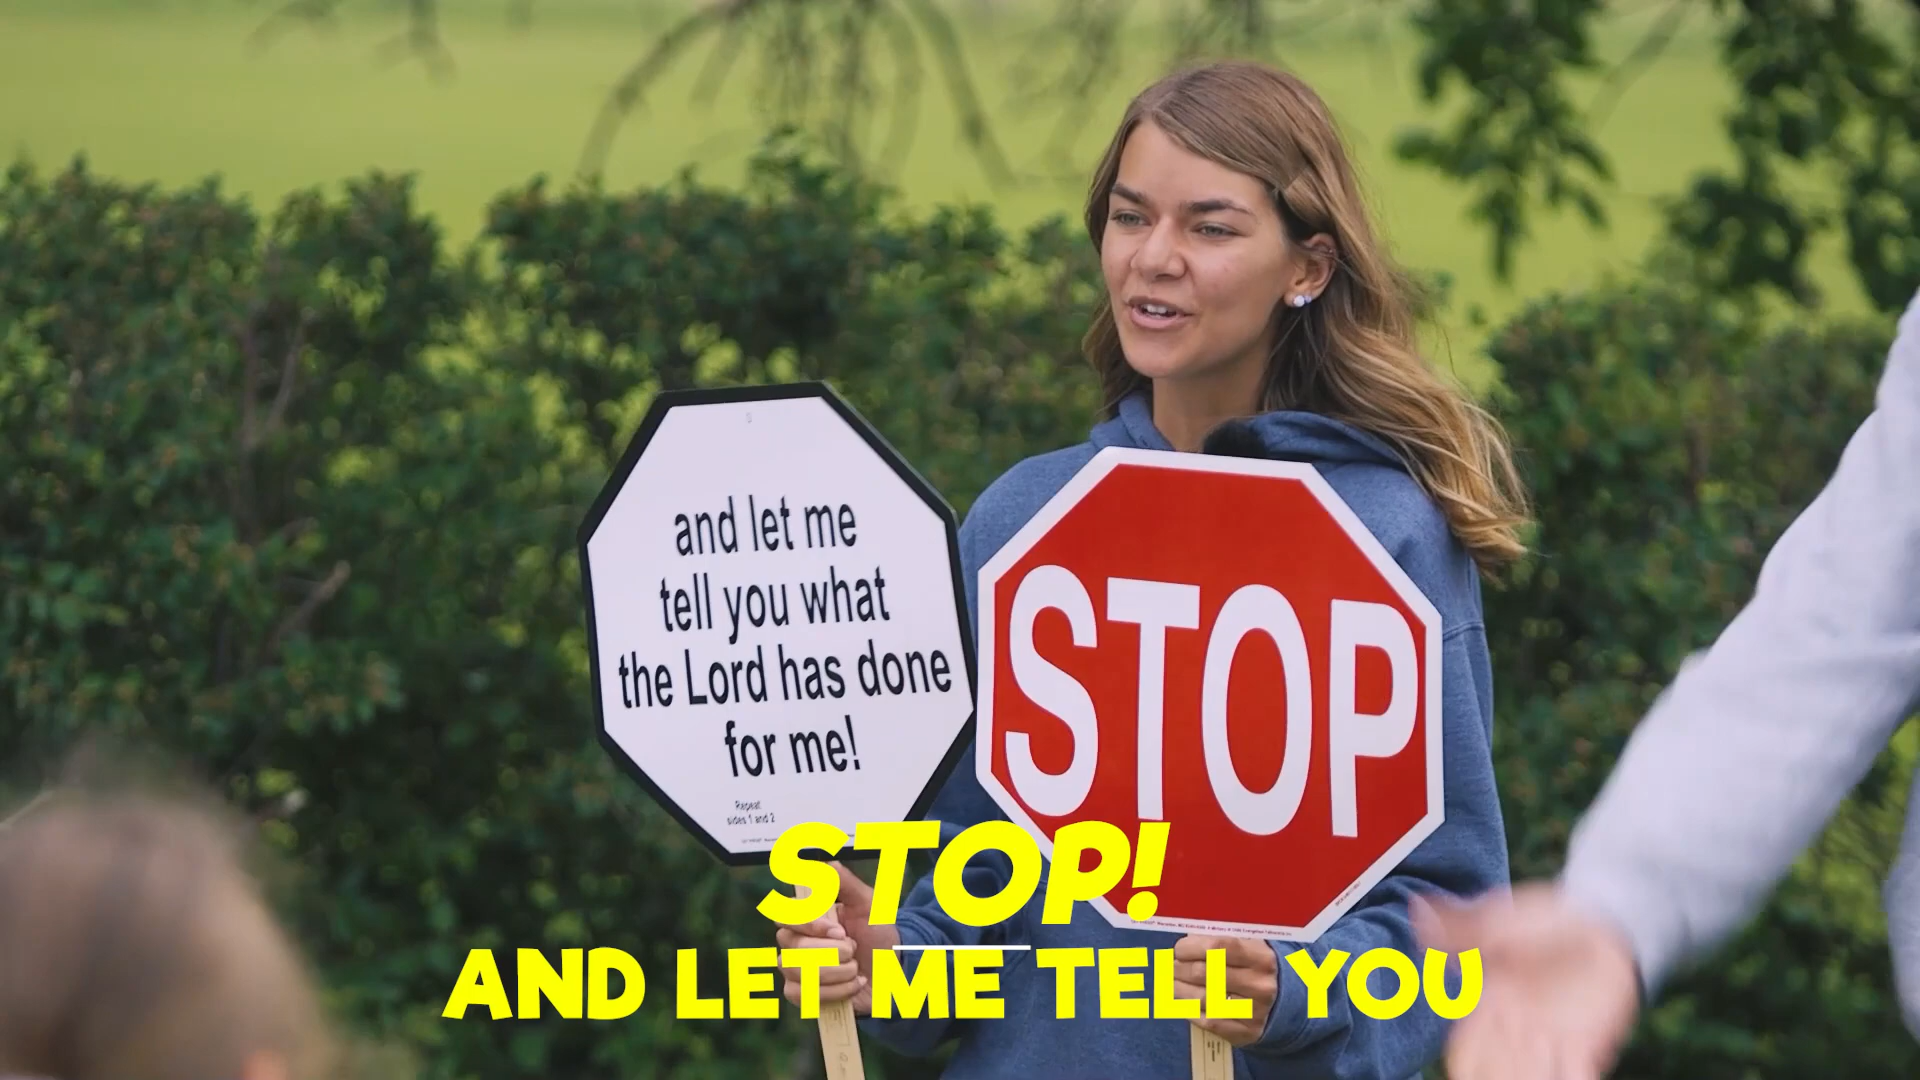 and let me
tell you what
the Lord has done
for me!
Repeat
sides 1 and 2
STOP
STOP!
AND LET ME TELL YOU